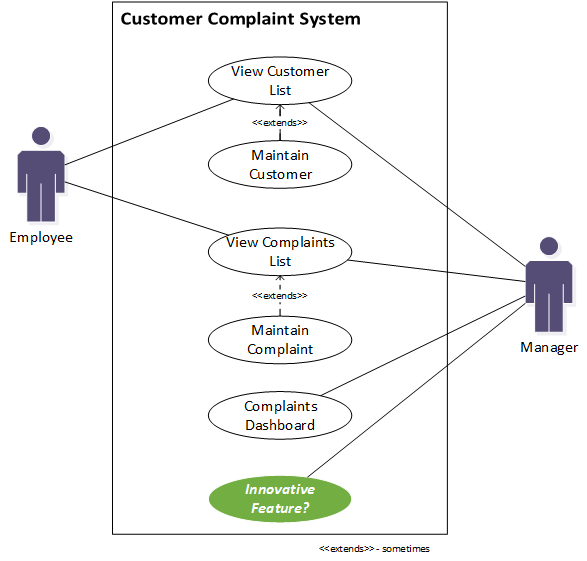 Customer Complaint System
View Customer
List
<<extends>>
Maintain
Customer
Employee
View Complaints
List
<<extends>>
Maintain
Complaint
Manager
Complaints
Dashboard
Innovative
Feature?
<<extends>> - sometimes